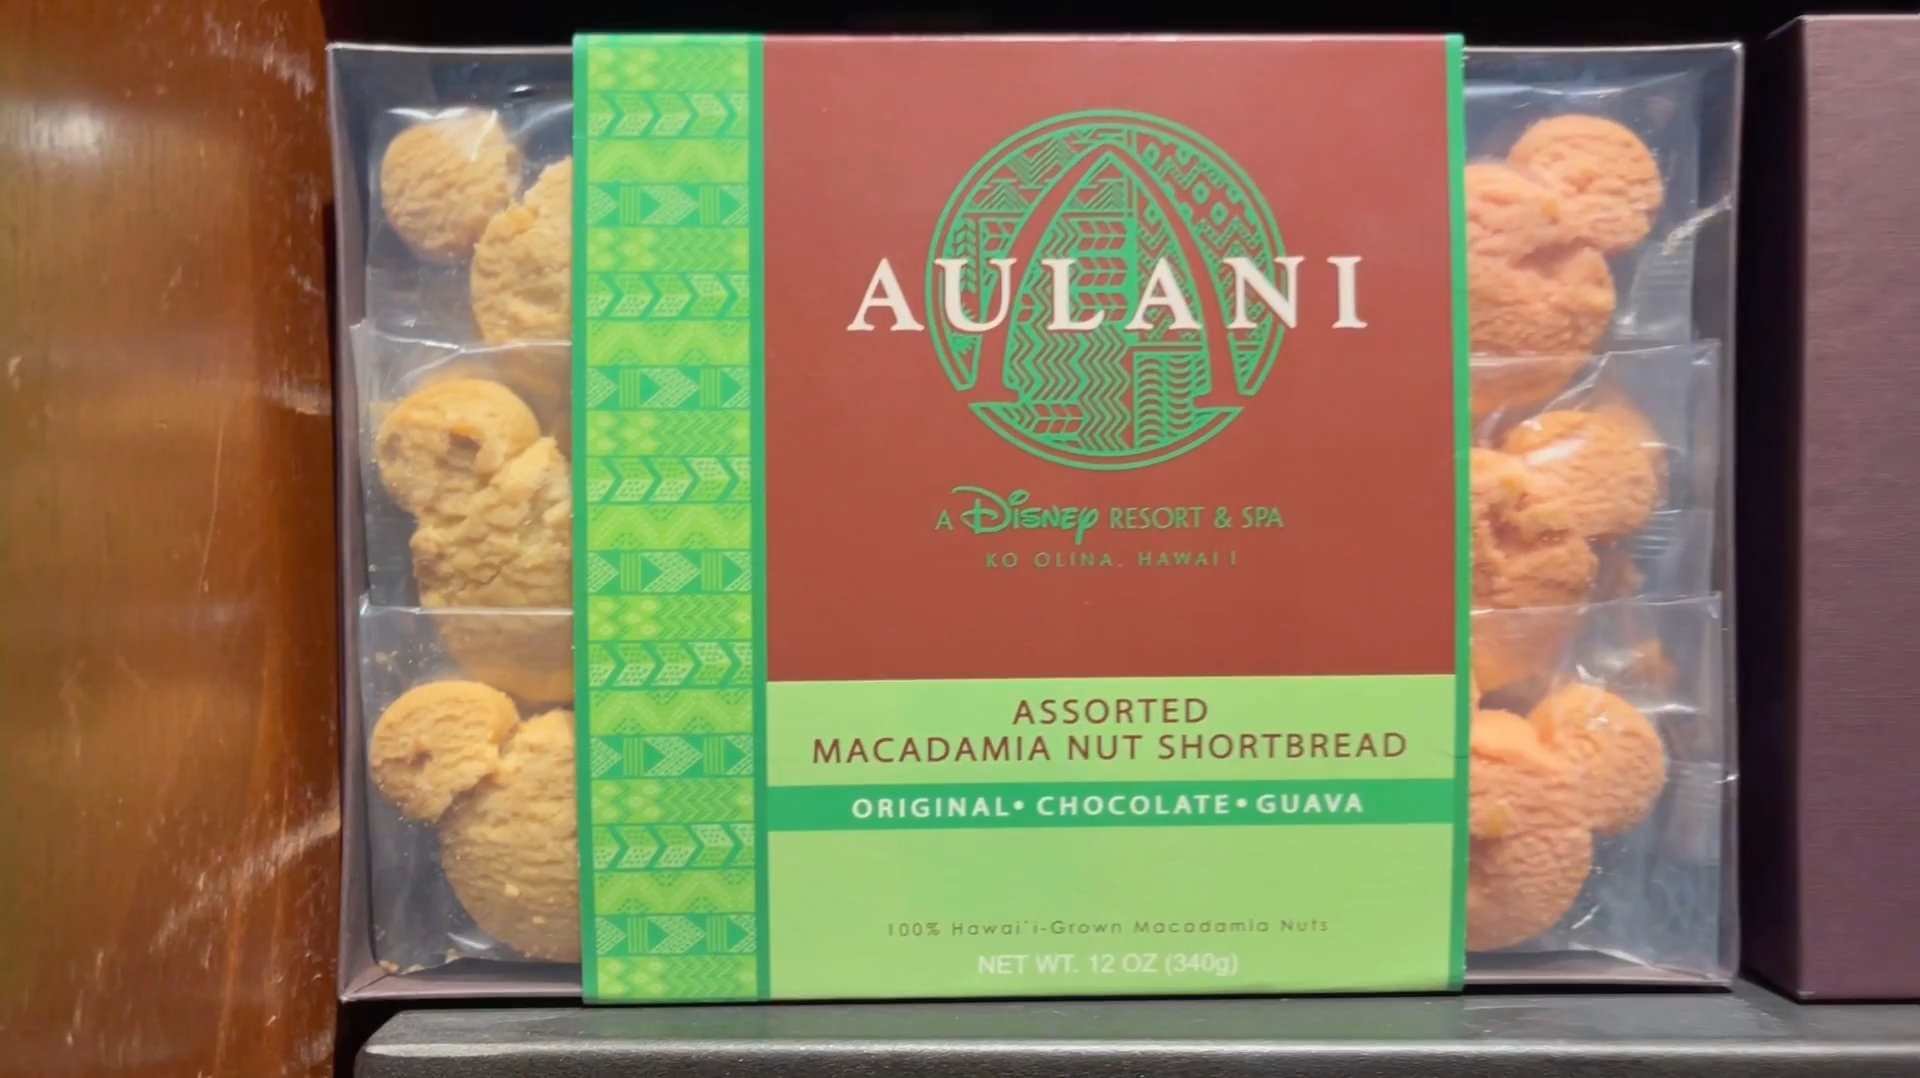 AULANI
A Disney RESORT & SPA
KO OLINA, HAWAI`I
ASSORTED
MACADAMIA NUT SHORTBREAD
ORIGINAL• CHOCOLATE• GUAVA
100% Hawai`i-Grown Macadamia Nuts
NET WT. 12 OZ (340g)